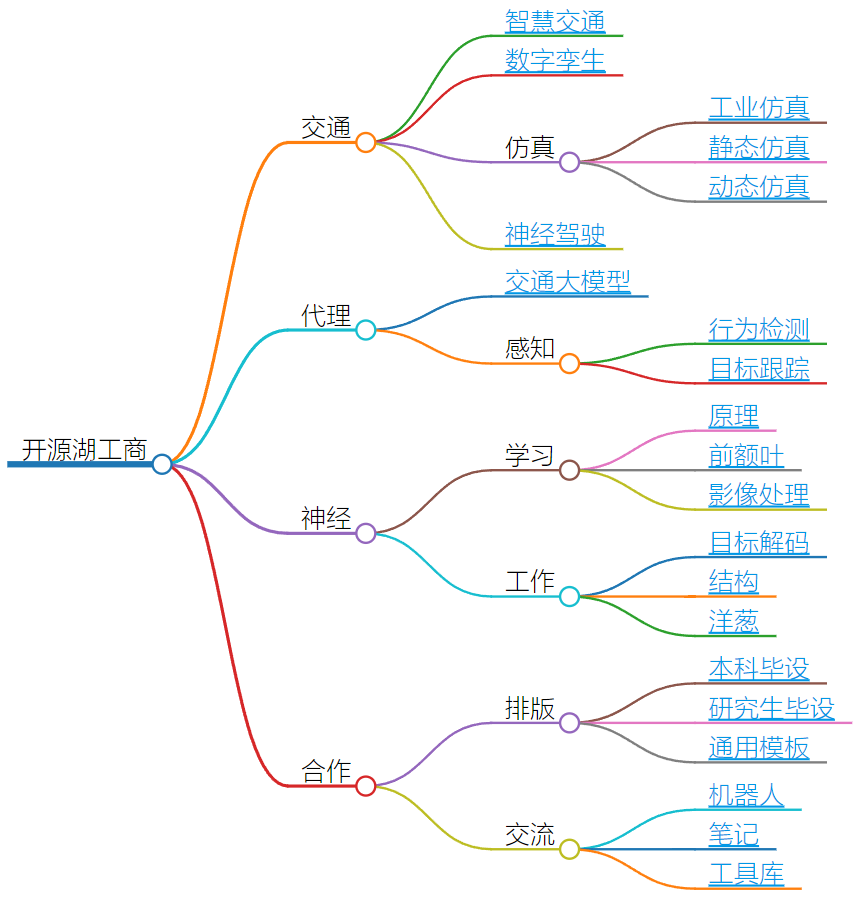 开源湖工商
交通
智慧交通
数字孪生
仿真
工业仿真
静态仿真
动态仿真
神经驾驶
代理
交通大模型
感知
行为检测
目标跟踪
神经
学习
原理
前额叶
影像处理
工作
目标解码
结构
洋葱
合作
排版
本科毕设
研究生毕设
通用模板
交流
机器人
笔记
工具库